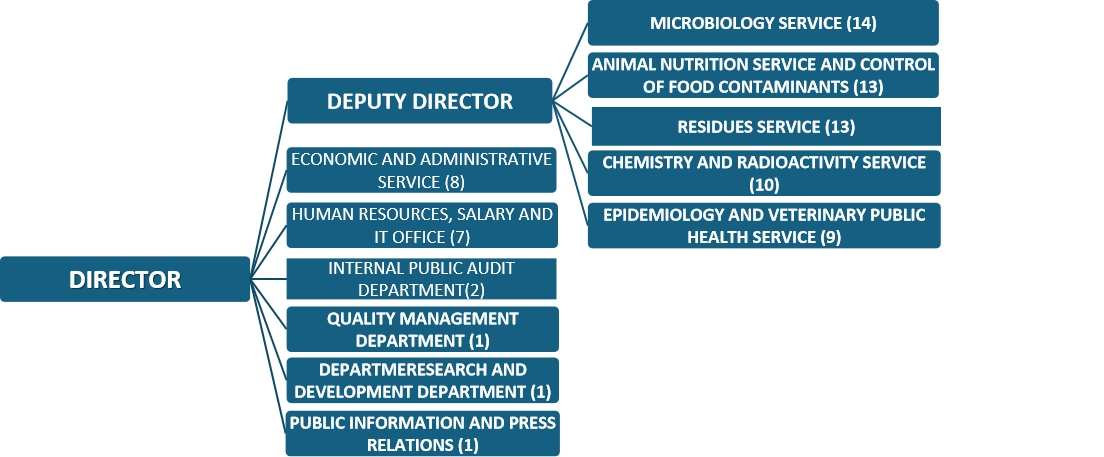 DIRECTOR
DEPUTY DIRECTOR
ECONOMIC AND ADMINISTRATIVE
SERVICE (8)
HUMAN RESOURCES, SALARY AND
IT OFFICE (7)
INTERNAL PUBLIC AUDIT
DEPARTMENT(2)
QUALITY MANAGEMENT
DEPARTMENT (1)
DEPARTMERESEARCH AND
DEVELOPMENT DEPARTMENT (1)
PUBLIC INFORMATION AND PRESS
RELATIONS (1)
MICROBIOLOGY SERVICE (14)
ANIMAL NUTRITION SERVICE AND CONTROL
OF FOOD CONTAMINANTS (13)
RESIDUES SERVICE (13)
CHEMISTRY AND RADIOACTIVITY SERVICE
(10)
EPIDEMIOLOGY AND VETERINARY PUBLIC
HEALTH SERVICE (9)